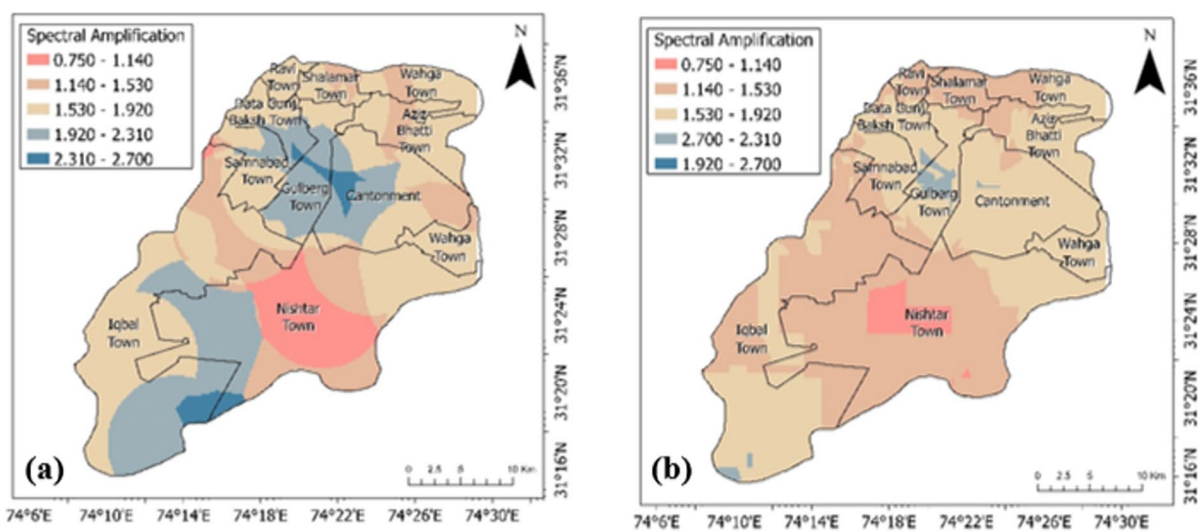 Spectral Amplification
0.750 - 1.140
1.140 - 1.530
1.530 - 1.920
1.920 - 2.310
2.310 - 2.700
N
Ravi
Town
Shalamar
Town
Wahga
Town
Data Gunj
Baksh Town
Aziz
Bhatti
Town
Samnabad
Town
Gulberg
Town
Cantonment
Wahga
Town
Nishtar
Town
Iqbal
Town
(a)
0 2.5 5 10 Km
31°36'N
31°32'N
31°28'N
31°24'N
31°20'N
31°16'N
74°6'E 74°10'E 74°14'E 74°18'E 74°22'E 74°26'E 74°30'E
Spectral Amplification
0.750 - 1.140
1.140 - 1.530
1.530 - 1.920
2.700 - 2.310
1.920 - 2.700
N
Ravi
Town
Shalamar
Town
Wahga
Town
Data Gunj
Baksh Town
Aziz
Bhatti
Town
Samnabad
Town
Gulberg
Town
Cantonment
Wahga
Town
Nishtar
Town
Iqbal
Town
(b)
0 2.5 5 10 Km
31°36'N
31°32'N
31°28'N
31°24'N
31°20'N
31°16'N
74°6'E 74°10'E 74°14'E 74°18'E 74°22'E 74°26'E 74°30'E